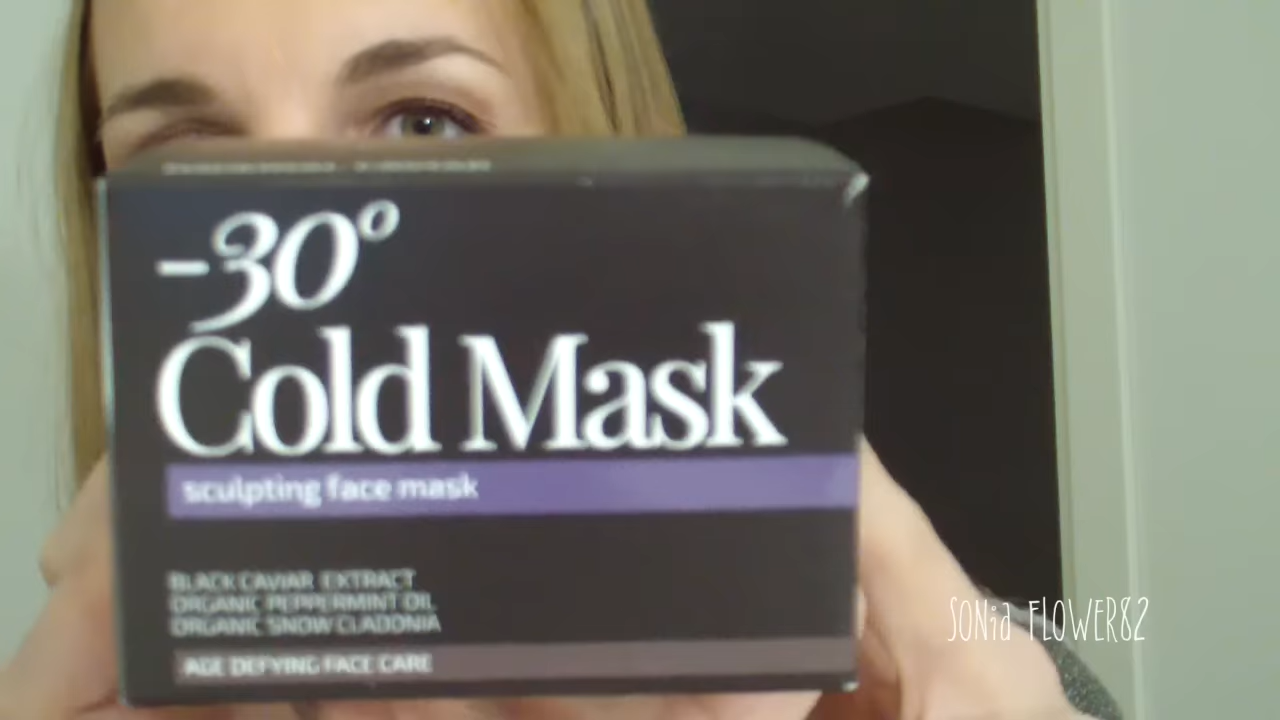 -30°
Cold Mask
sculpting face mask
BLACK CAVIAR EXTRACT
ORGANIC PEPPERMINT OIL
ORGANIC SNOW CLADONIA
AGE DEFYING FACE CARE
SONia FLOWER82